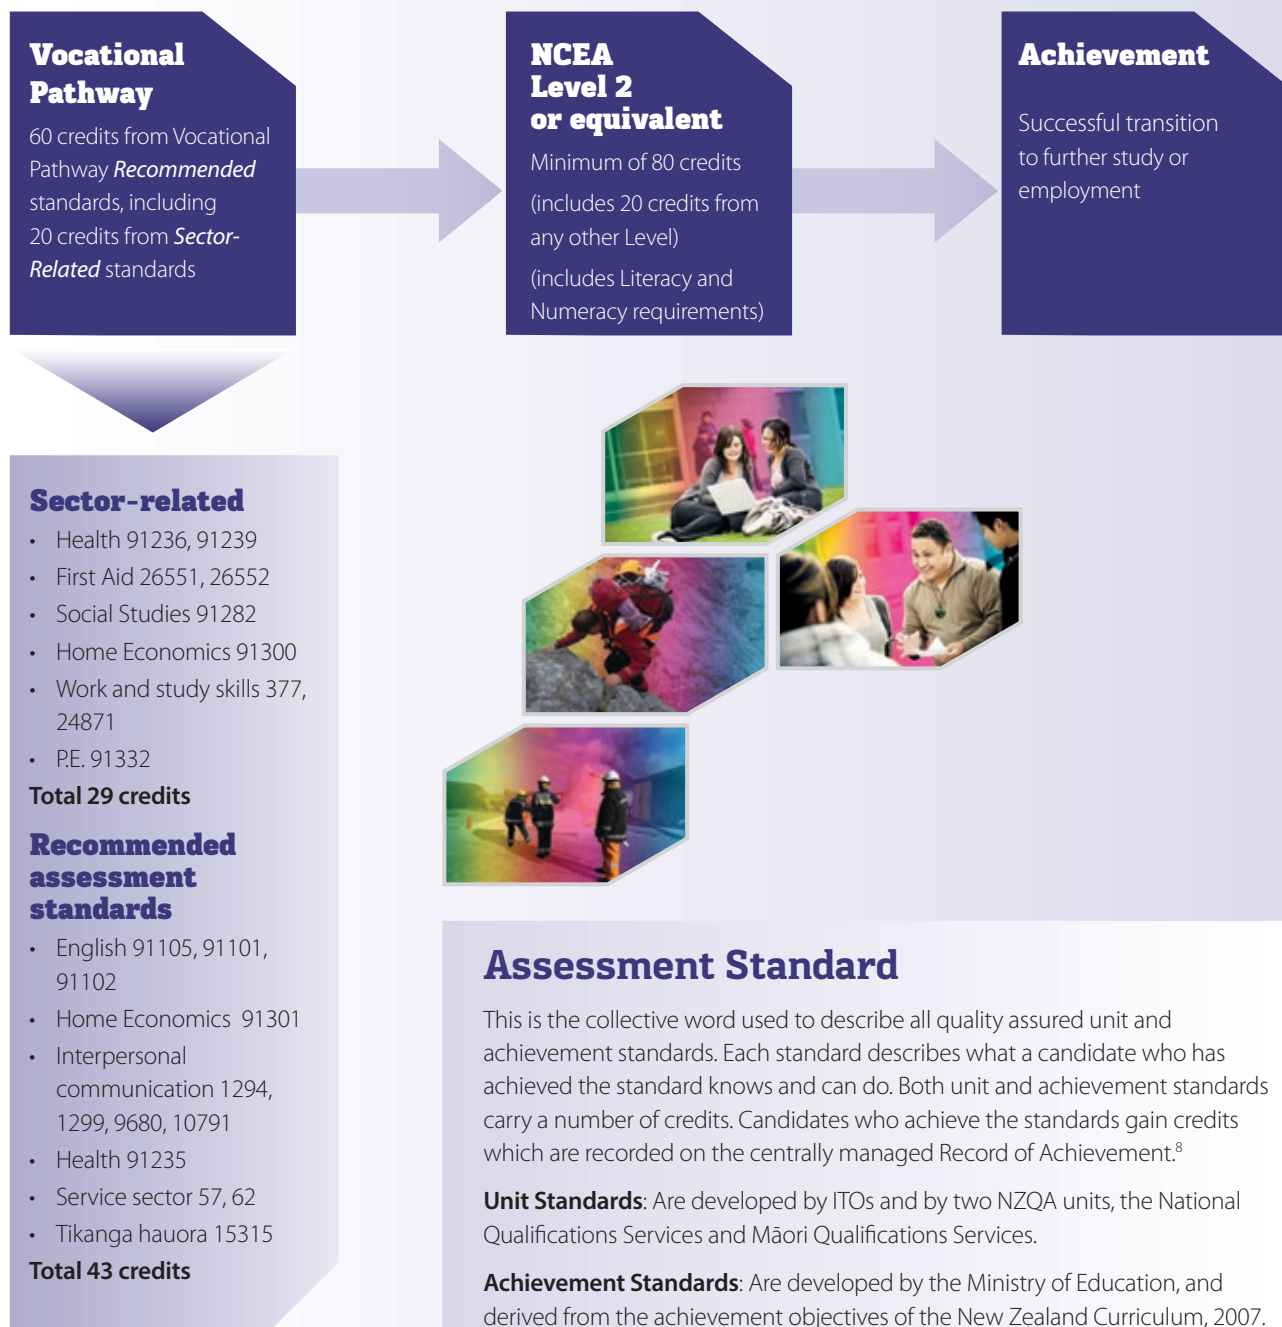 Vocational
Pathway
60 credits from Vocational
Pathway Recommended
standards, including
20 credits from Sector-
Related standards
NCEA
Level 2
or equivalent
Minimum of 80 credits
(includes 20 credits from
any other Level)
(includes Literacy and
Numeracy requirements)
Achievement
Successful transition
to further study or
employment
Sector-related
• Health 91236, 91239
• First Aid 26551, 26552
• Social Studies 91282
• Home Economics 91300
• Work and study skills 377,
24871
• P.E. 91332
Total 29 credits
Recommended
assessment
standards
• English 91105, 91101,
91102
• Home Economics 91301
• Interpersonal
communication 1294,
1299, 9680, 10791
• Health 91235
• Service sector 57, 62
• Tikanga hauora 15315
Total 43 credits
Assessment Standard
This is the collective word used to describe all quality assured unit and
achievement standards. Each standard describes what a candidate who has
achieved the standard knows and can do. Both unit and achievement standards
carry a number of credits. Candidates who achieve the standards gain credits
which are recorded on the centrally managed Record of Achievement.8
Unit Standards: Are developed by ITOs and by two NZQA units, the National
Qualifications Services and Māori Qualifications Services.
Achievement Standards: Are developed by the Ministry of Education, and
derived from the achievement objectives of the New Zealand Curriculum, 2007.